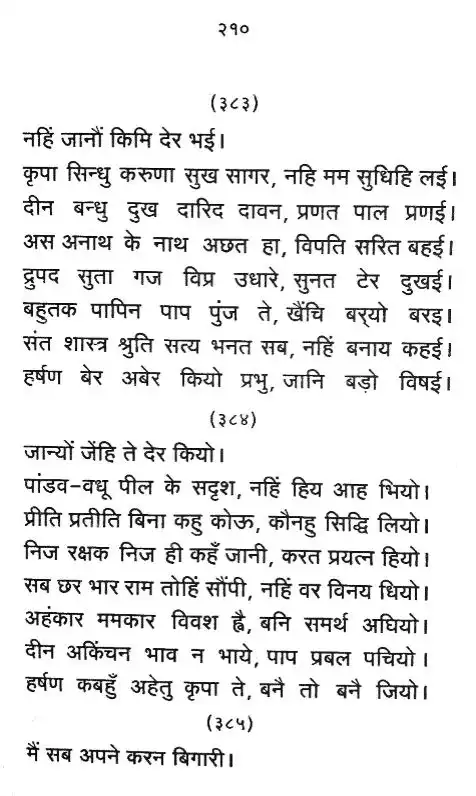 २१०
(३८३)
नहिं जानौं किमि देर भई।
कृपा सिन्धु करुणा सुख सागर, नहि मम सुधिहि लई।
दीन बन्धु दुख दारिद दावन, प्रणत पाल प्रणई।
अस अनाथ के नाथ अछत हा, विपति सरित बहई।
द्रुपद सुता गज विप्र उधारे, सुनत टेर दुखई।
बहुतक पापिन पाप पुंज ते, खैंचि बर्‌यो बरइ।
संत शास्त्र श्रुति सत्य भनत सब, नहिं बनाय कहई।
हर्षण बेर अबेर कियो प्रभु, जानि बड़ो विषई।
(३८४)
जान्यों जेंहि ते देर कियो।
पांडव-वधू पील के सदृश, नहिं हिय आह भियो।
प्रीति प्रतीति बिना कहु कोऊ, कौनहु सिद्धि लियो।
निज रक्षक निज ही कहँ जानी, करत प्रयत्न हियो।
सब छर भार राम तोहिं सौंपी, नहिं वर विनय धियो।
अहंकार ममकार विवश ह्वै, बनि समर्थ अघियो।
दीन अकिंचन भाव न भाये, पाप प्रबल पचियो।
हर्षण कबहुँ अहेतु कृपा ते, बनै तो बनै जियो।
(३८५)
मैं सब अपने करन बिगारी।